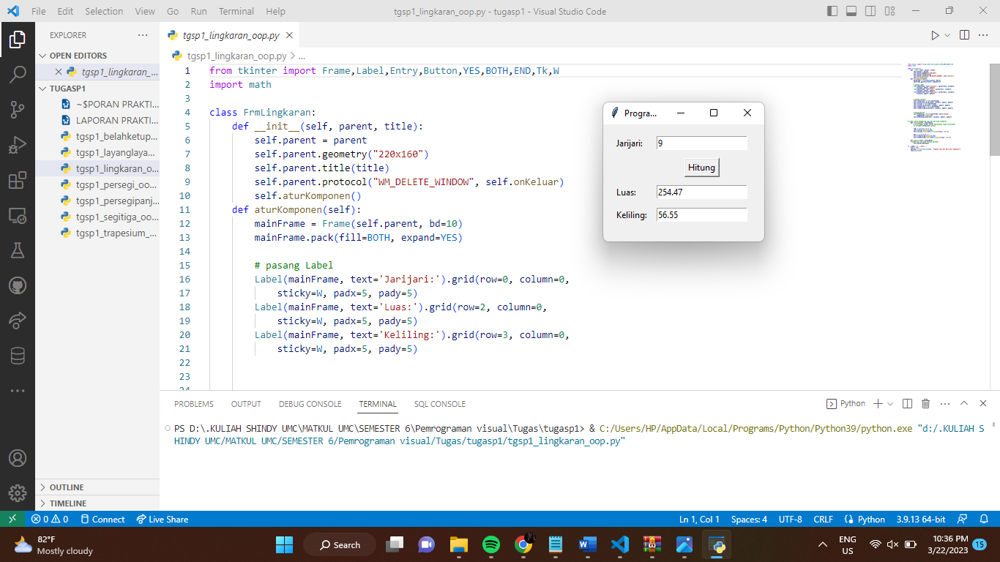 File Edit Selection View Go Run Terminal Help
tgsp1_lingkaran_oop.py - tugasp1 - Visual Studio Code
EXPLORER
OPEN EDITORS
tgsp1_lingkaran_...
TUGASP1
~$PORAN PRAKTI...
LAPORAN PRAKTI...
tgsp1_belahketup...
tgsp1_layanglaya...
tgsp1_lingkaran_o...
tgsp1_persegi_oo...
tgsp1_persegipanj...
tgsp1_segitiga_oo...
tgsp1_trapesium_...
OUTLINE
TIMELINE
tgsp1_lingkaran_oop.py
tgsp1_lingkaran_oop.py > ...
1 from tkinter import Frame,Label,Entry,Button,YES,BOTH,END,Tk,W
2 import math
3
4 class FrmLingkaran:
5 def __init__(self, parent, title):
6 self.parent = parent
7 self.parent.geometry("220x160")
8 self.parent.title(title)
9 self.parent.protocol("WM_DELETE_WINDOW", self.onKeluar)
10 self.aturKomponen()
11 def aturKomponen(self):
12 mainFrame = Frame(self.parent, bd=10)
13 mainFrame.pack(fill=BOTH, expand=YES)
14
15 # pasang Label
16 Label(mainFrame, text='Jarijari:').grid(row=0, column=0,
17 sticky=W, padx=5, pady=5)
18 Label(mainFrame, text='Luas:').grid(row=2, column=0,
19 sticky=W, padx=5, pady=5)
20 Label(mainFrame, text='Keliling:').grid(row=3, column=0,
21 sticky=W, padx=5, pady=5)
22
23
24
Progra...
Jarijari: 9
Hitung
Luas: 254.47
Keliling: 56.55
PROBLEMS OUTPUT DEBUG CONSOLE TERMINAL SQL CONSOLE
Python
PS D:\.KULIAH SHINDY UMC\MATKUL UMC\SEMESTER 6\Pemrograman visual\Tugas\tugasp1> & C:/Users/HP/AppData/Local/Programs/Python/Python39/python.exe "d:/.KULIAH S
HINDY UMC/MATKUL UMC/SEMESTER 6/Pemrograman visual/Tugas/tugasp1/tgsp1_lingkaran_oop.py"
0 0 Connect Live Share
Ln 1, Col 1 Spaces: 4 UTF-8 CRLF Python 3.9.13 64-bit
82°F
Mostly cloudy
Search
ENG
US
10:36 PM
3/22/2023
15